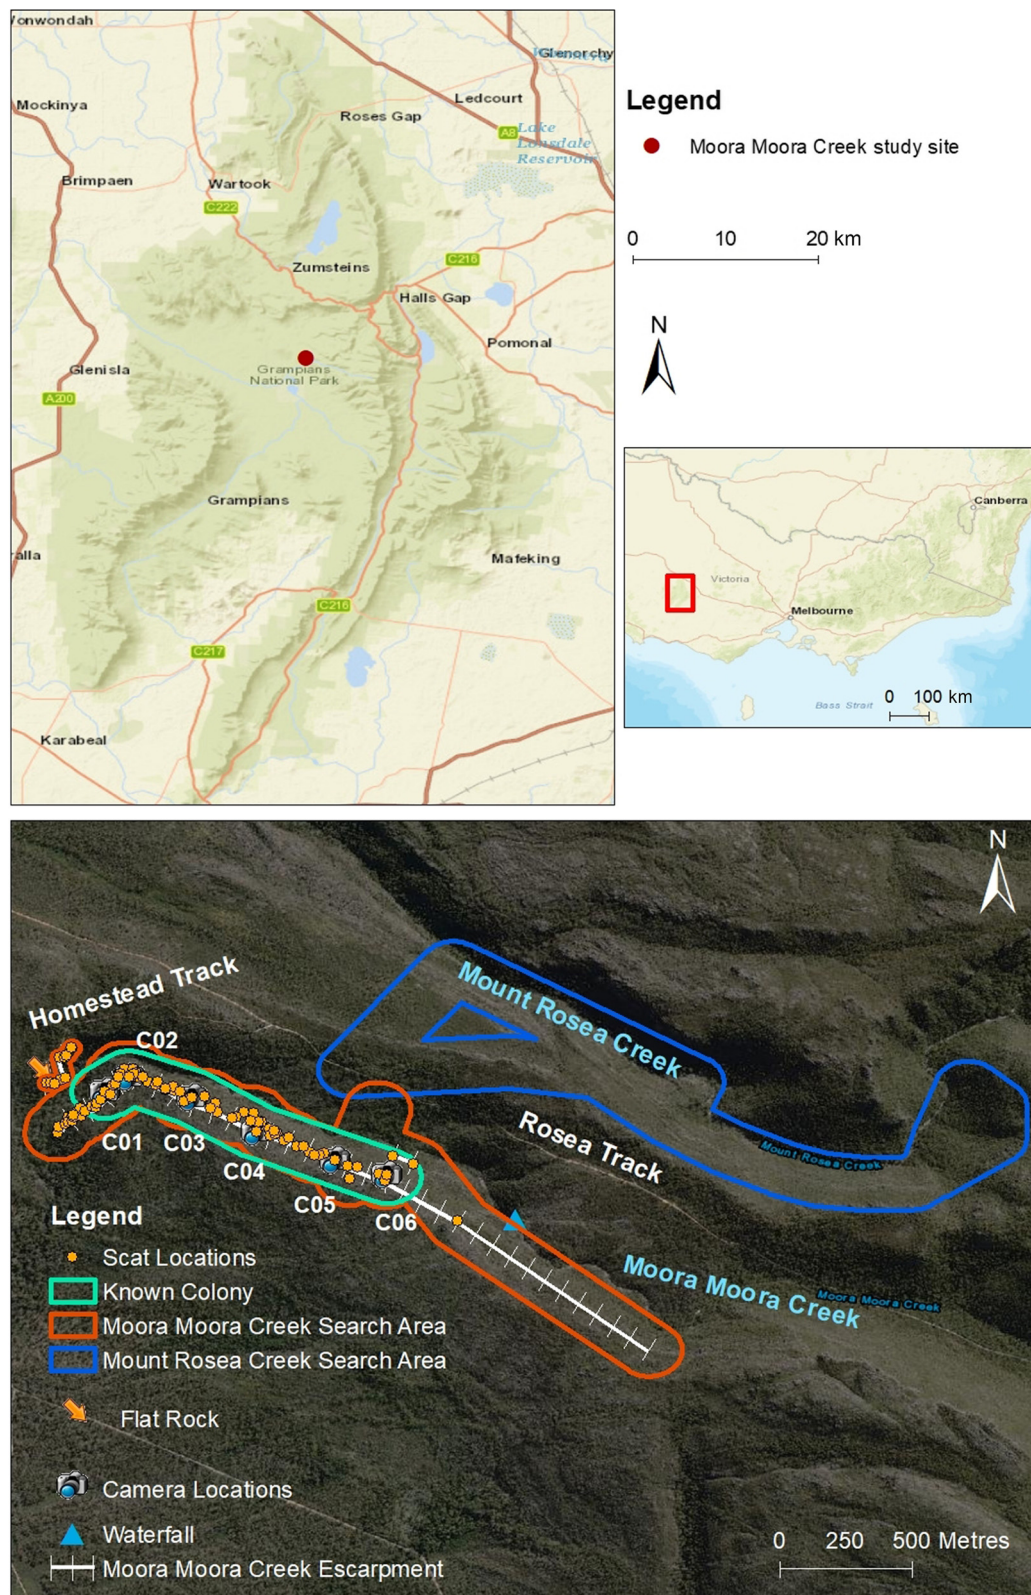 Vonwondah
Glenorchy
Mockinya
Ledcourt
Roses Gap
A8
Lake
Lonsdale
Reservoir
Brimpaen
Wartook
C222
Zumsteins
C216
Halls Gap
Pomonal
Glenisla
Grampians
National Park
A200
Grampians
ralla
Mafeking
C216
C217
Karabeal
Legend
Moora Moora Creek study site
0 10 20 km
N
Canberra
Victoria
Melbourne
0 100 km
Bass Strait
N
Homestead Track
Mount Rosea Creek
C02
C01
C03
C04
C05
C06
Rosea Track
Mount Rosea Creek
Moora Moora Creek
Moora Moora Creek
Legend
Scat Locations
Known Colony
Moora Moora Creek Search Area
Mount Rosea Creek Search Area
Flat Rock
Camera Locations
Waterfall
Moora Moora Creek Escarpment
0 250 500 Metres